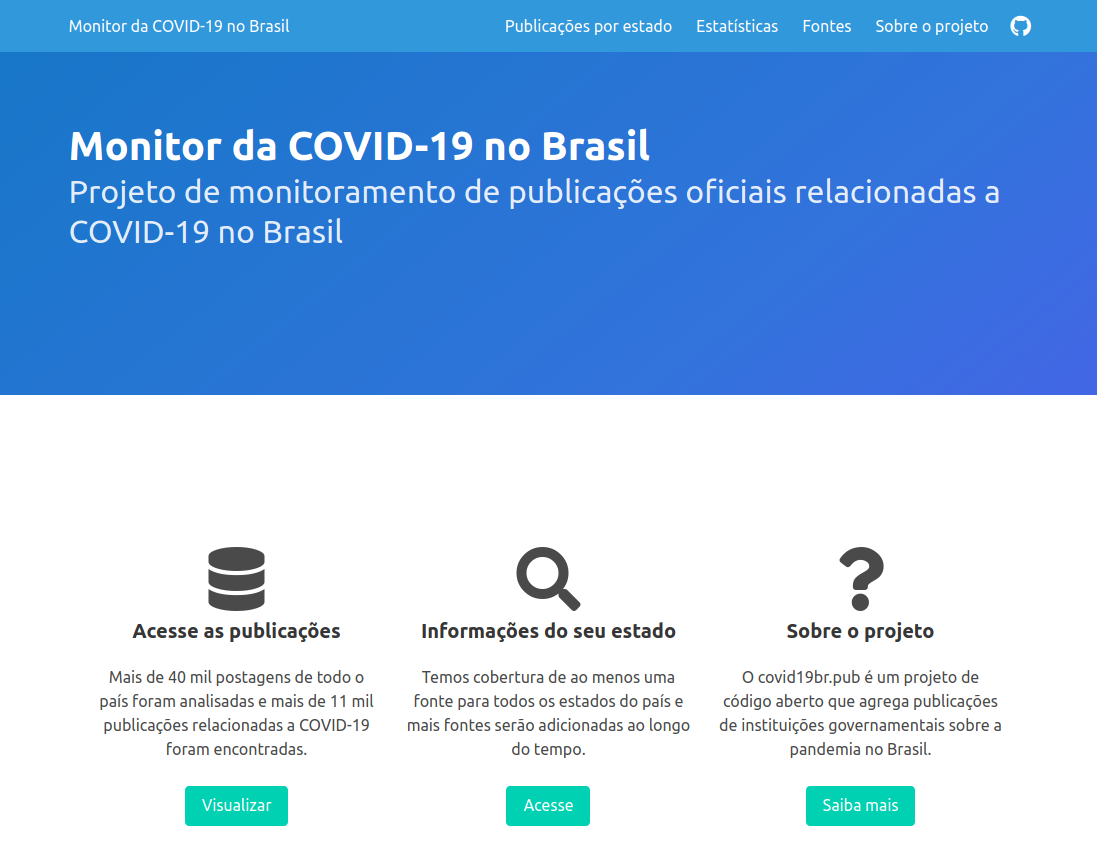 Monitor da COVID-19 no Brasil
Publicações por estado
Estatísticas
Fontes
Sobre o projeto
Monitor da COVID-19 no Brasil
Projeto de monitoramento de publicações oficiais relacionadas a
COVID-19 no Brasil
Acesse as publicações
Mais de 40 mil postagens de todo o
país foram analisadas e mais de 11 mil
publicações relacionadas a COVID-19
foram encontradas.
Visualizar
Informações do seu estado
Temos cobertura de ao menos uma
fonte para todos os estados do país e
mais fontes serão adicionadas ao longo
do tempo.
Acesse
Sobre o projeto
O covid19br.pub é um projeto de
código aberto que agrega publicações
de instituições governamentais sobre a
pandemia no Brasil.
Saiba mais